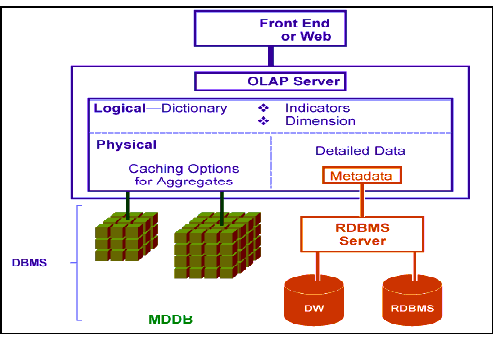 Front End
or Web
OLAP Server
Logical—Dictionary ❖ Indicators
❖ Dimension
Physical
Detailed Data
Caching Options
for Aggregates
Metadata
RDBMS
Server
DBMS
DW
RDBMS
MDDB